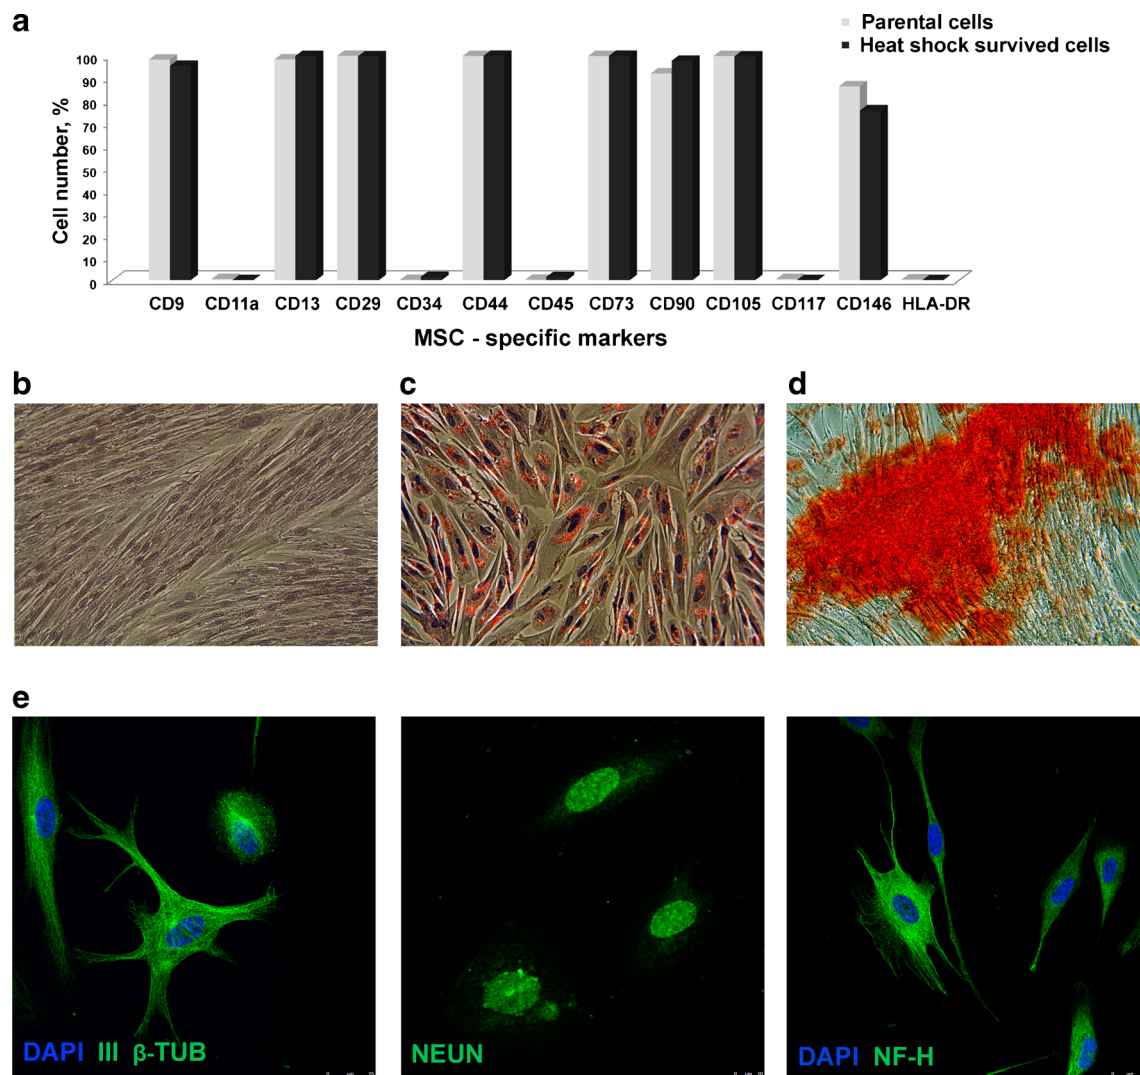 a
Parental cells
Heat shock survived cells
Cell number, %
100
90
80
70
60
50
40
30
20
10
0
CD9 CD11a CD13 CD29 CD34 CD44 CD45 CD73 CD90 CD105 CD117 CD146 HLA-DR
MSC - specific markers
b c d
e
DAPI III β-TUB
NEUN
DAPI NF-H